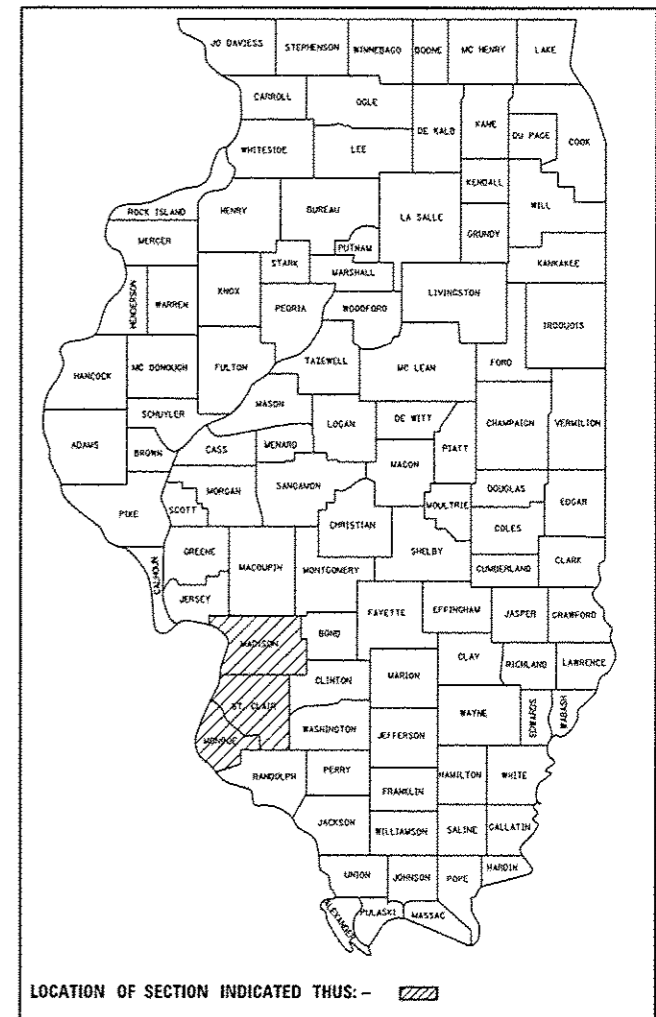 JO DAVIESS STEPHENSON WINNEBAGO BOONE MC HENRY LAKE
CARROLL OGLE DE KALB KANE DU PAGE COOK
WHITESIDE LEE
KENDALL WILL
ROCK ISLAND HENRY BUREAU LA SALLE GRUNDY
MERCER PUTNAM KANKAKEE
STARK MARSHALL
HENDERSON WARREN KNOX PEORIA WOODFORD LIVINGSTON IROQUOIS
HANCOCK MC DONOUGH FULTON TAZEWELL MC LEAN FORD
SCHUYLER MASON
ADAMS BROWN CASS MENARD LOGAN DE WITT PIATT CHAMPAIGN VERMILION
MACON
PIKE SCOTT MORGAN SANGAMON MOULTRIE DOUGLAS EDGAR
CHRISTIAN COLES
CALHOUN GREENE MACOUPIN MONTGOMERY SHELBY CUMBERLAND CLARK
JERSEY FAYETTE EFFINGHAM JASPER CRAWFORD
MADISON BOND CLAY RICHLAND LAWRENCE
CLINTON MARION
ST. CLAIR WAYNE EDWARDS WABASH
MONROE WASHINGTON JEFFERSON
RANDOLPH PERRY HAMILTON WHITE
FRANKLIN
JACKSON WILLIAMSON SALINE GALLATIN
UNION JOHNSON POPE HARDIN
ALEXANDER PULASKI MASSAC
LOCATION OF SECTION INDICATED THUS: –